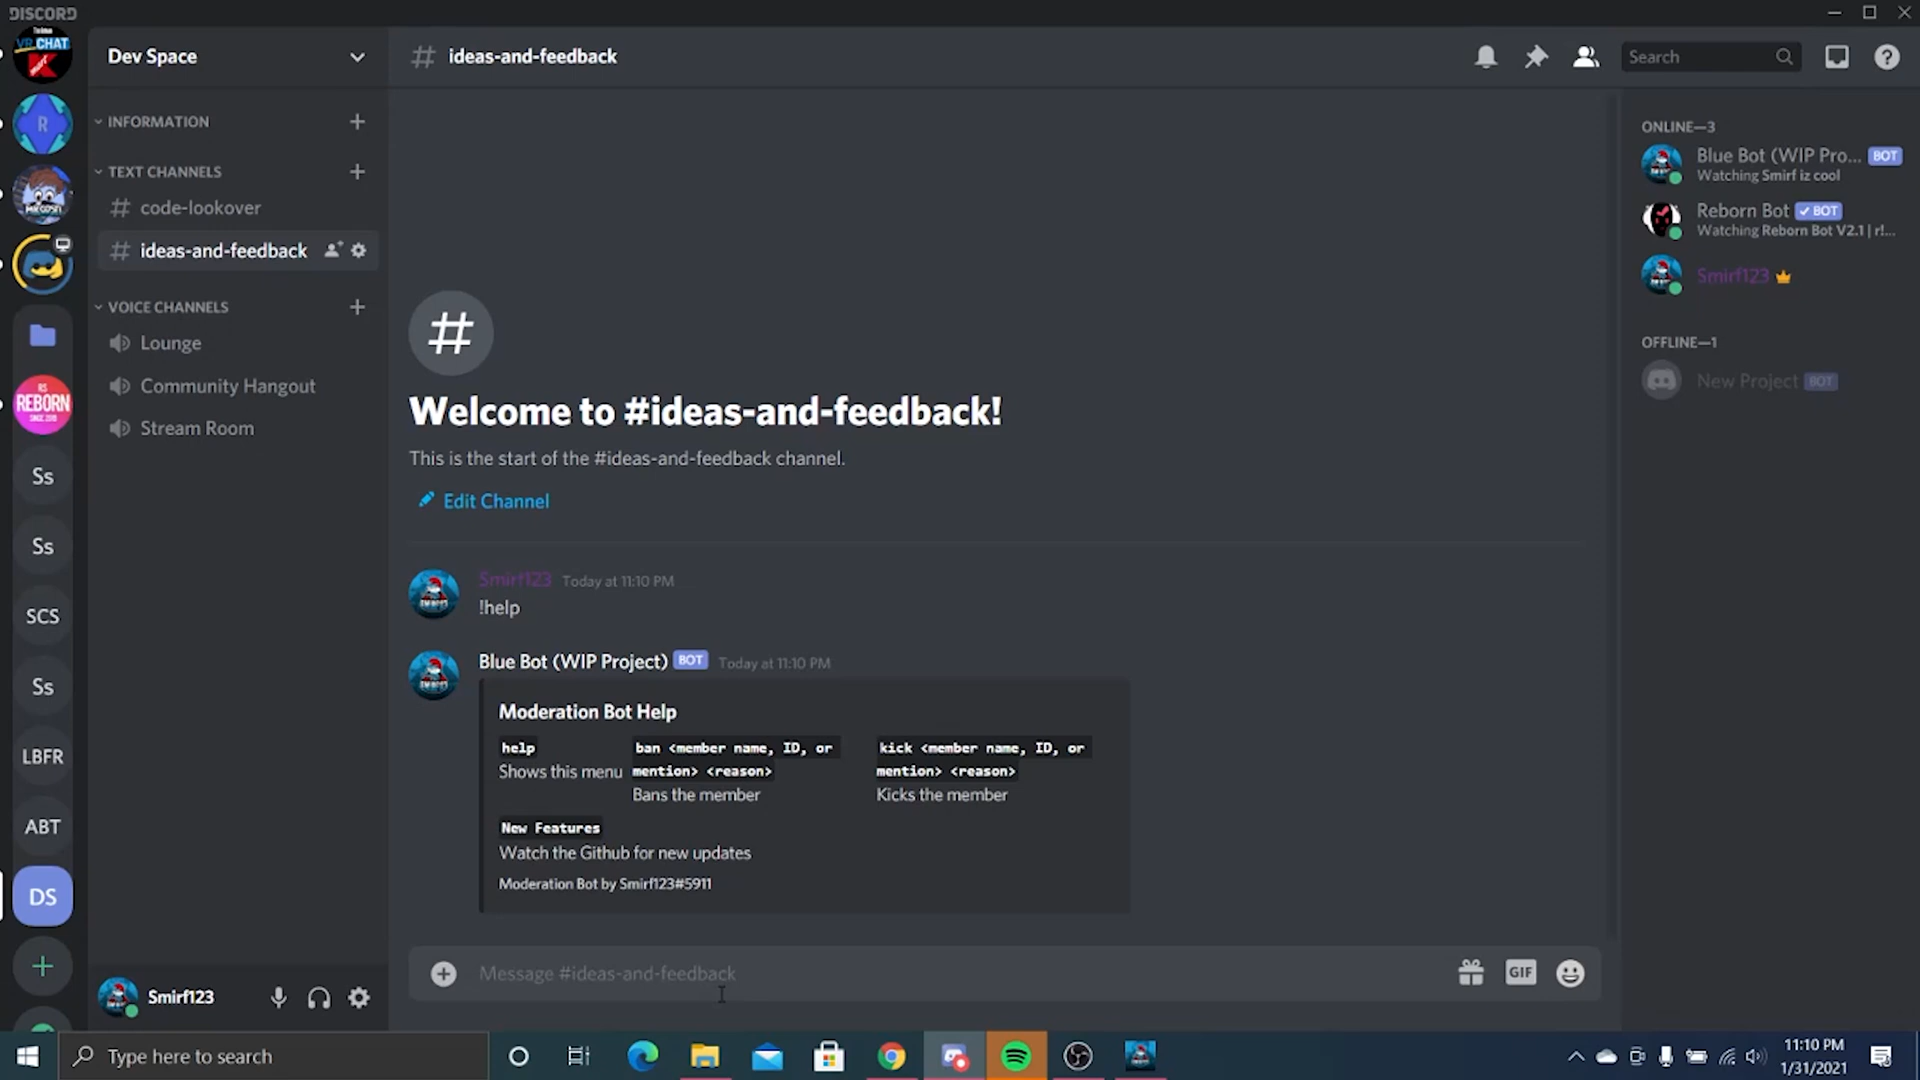 DISCORD
VRCHAT
K
R
RS
REBORN
SINCE 2018
Ss
Ss
SCS
Ss
LBFR
ABT
DS
Dev Space
INFORMATION
TEXT CHANNELS
code-lookover
ideas-and-feedback
VOICE CHANNELS
Lounge
Community Hangout
Stream Room
Smirf123
# ideas-and-feedback
Search
#
Welcome to #ideas-and-feedback!
This is the start of the #ideas-and-feedback channel.
Edit Channel
Smirf123 Today at 11:10 PM
!help
Blue Bot (WIP Project) BOT Today at 11:10 PM
Moderation Bot Help
help
Shows this menu
ban <member name, ID, or
mention> <reason>
Bans the member
kick <member name, ID, or
mention> <reason>
Kicks the member
New Features
Watch the Github for new updates
Moderation Bot by Smirf123#5911
Message #ideas-and-feedback
GIF
ONLINE—3
Blue Bot (WIP Pro... BOT
Watching Smirf iz cool
Reborn Bot BOT
Watching Reborn Bot V2.1 | r!...
Smirf123
OFFLINE—1
New Project BOT
Type here to search
11:10 PM
1/31/2021